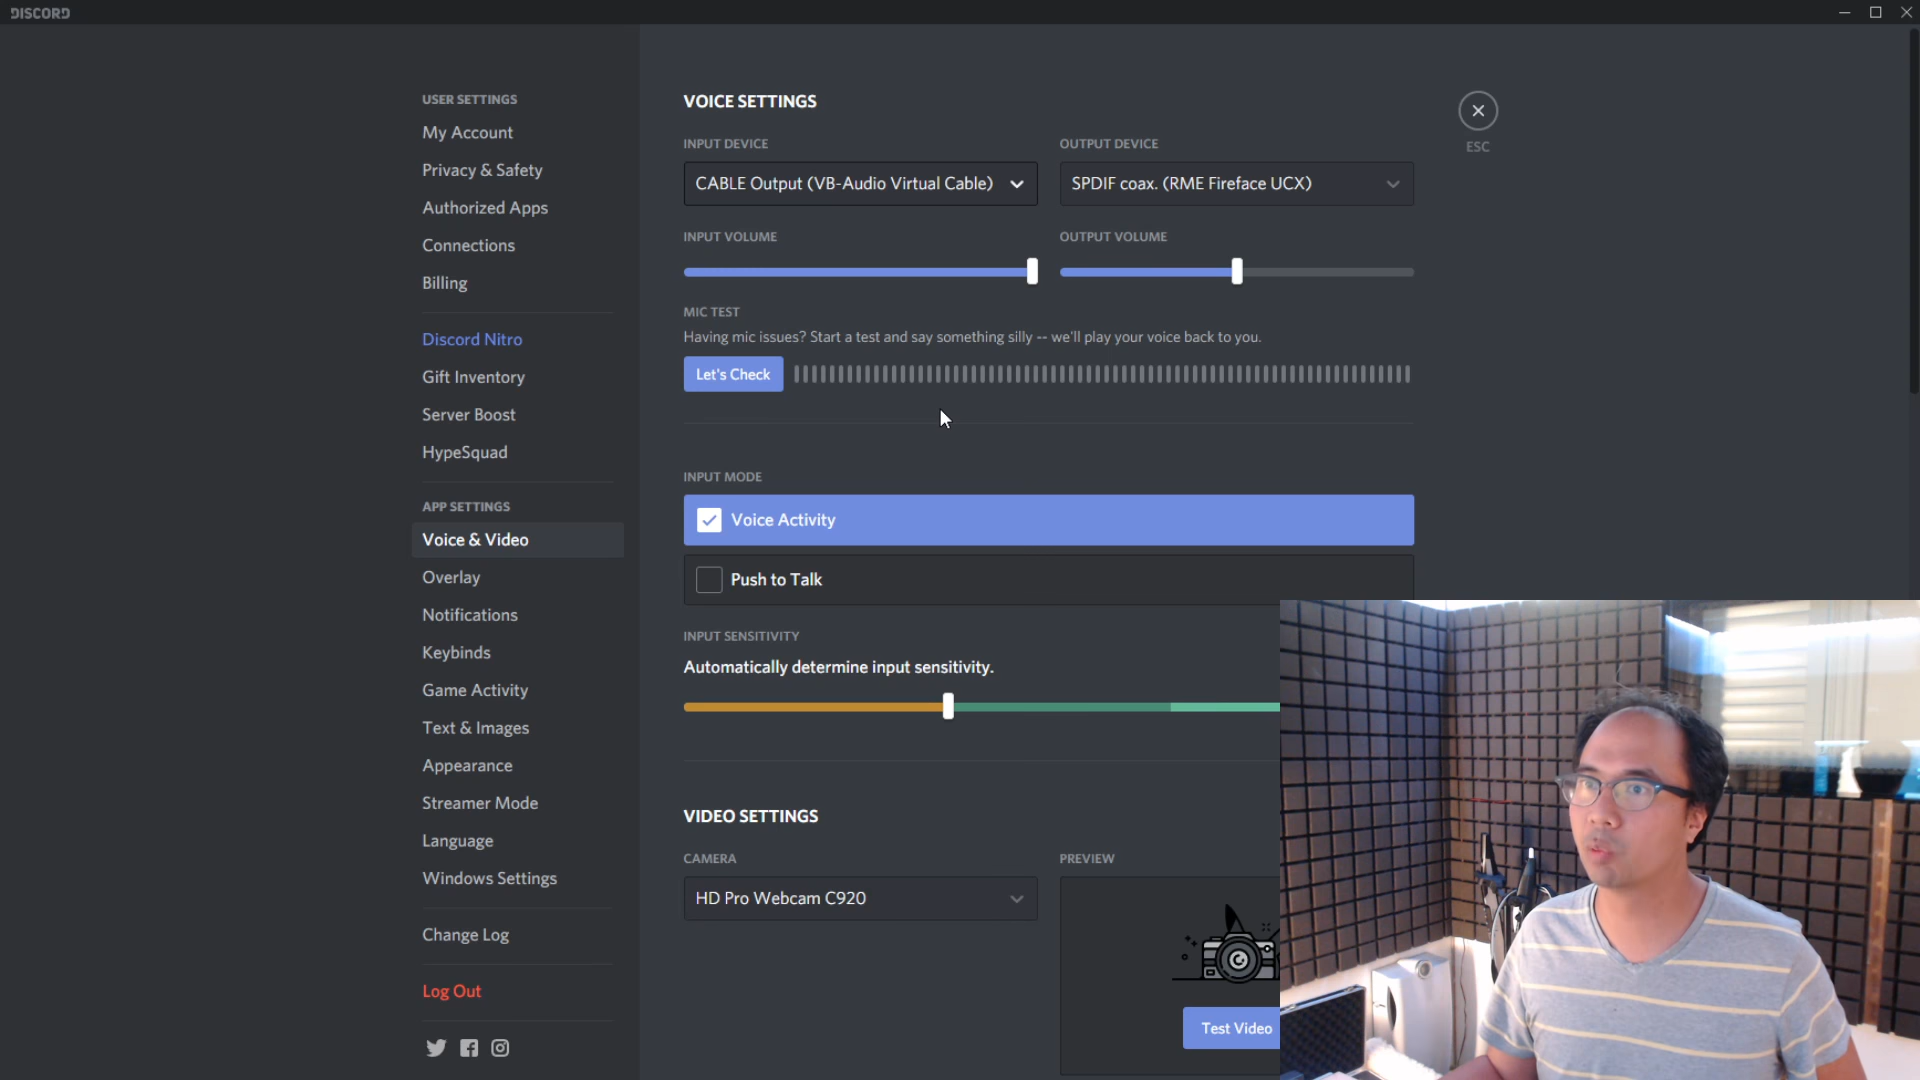 DISCORD
USER SETTINGS
My Account
Privacy & Safety
Authorized Apps
Connections
Billing
Discord Nitro
Gift Inventory
Server Boost
HypeSquad
APP SETTINGS
Voice & Video
Overlay
Notifications
Keybinds
Game Activity
Text & Images
Appearance
Streamer Mode
Language
Windows Settings
Change Log
Log Out
VOICE SETTINGS
ESC
INPUT DEVICE
OUTPUT DEVICE
CABLE Output (VB-Audio Virtual Cable)
SPDIF coax. (RME Fireface UCX)
INPUT VOLUME
OUTPUT VOLUME
MIC TEST
Having mic issues? Start a test and say something silly -- we'll play your voice back to you.
Let's Check
INPUT MODE
Voice Activity
Push to Talk
INPUT SENSITIVITY
Automatically determine input sensitivity.
VIDEO SETTINGS
CAMERA
PREVIEW
HD Pro Webcam C920
Test Video